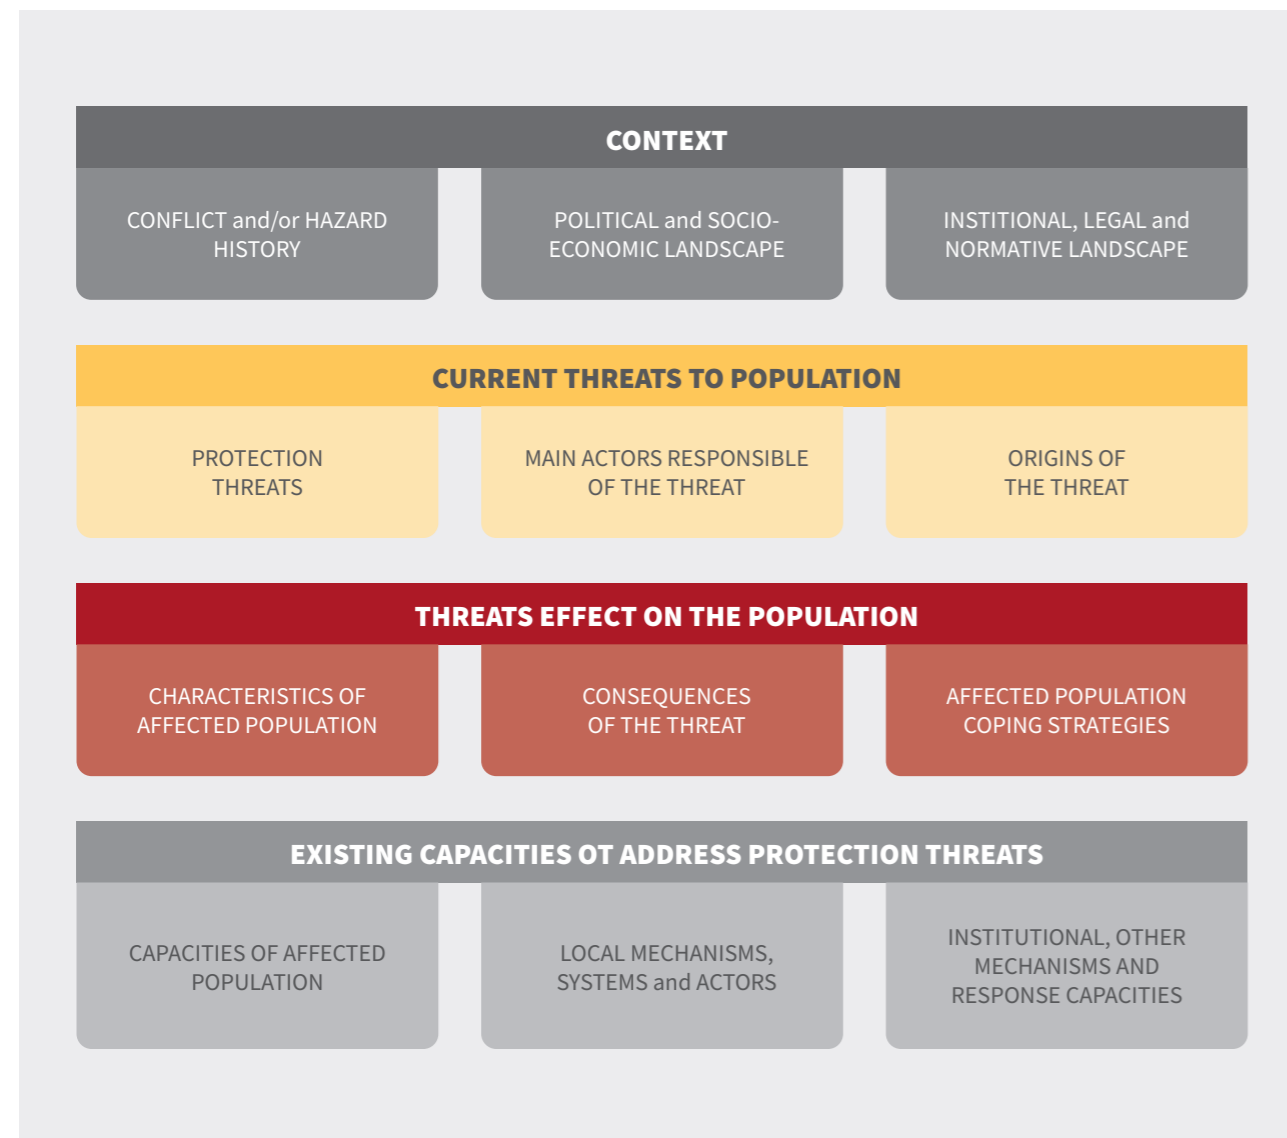 CONTEXT
CONFLICT and/or HAZARD
HISTORY
POLITICAL and SOCIO-
ECONOMIC LANDSCAPE
INSTITIONAL, LEGAL and
NORMATIVE LANDSCAPE
CURRENT THREATS TO POPULATION
PROTECTION
THREATS
MAIN ACTORS RESPONSIBLE
OF THE THREAT
ORIGINS OF
THE THREAT
THREATS EFFECT ON THE POPULATION
CHARACTERISTICS OF
AFFECTED POPULATION
CONSEQUENCES
OF THE THREAT
AFFECTED POPULATION
COPING STRATEGIES
EXISTING CAPACITIES OT ADDRESS PROTECTION THREATS
CAPACITIES OF AFFECTED
POPULATION
LOCAL MECHANISMS,
SYSTEMS and ACTORS
INSTITUTIONAL, OTHER
MECHANISMS AND
RESPONSE CAPACITIES